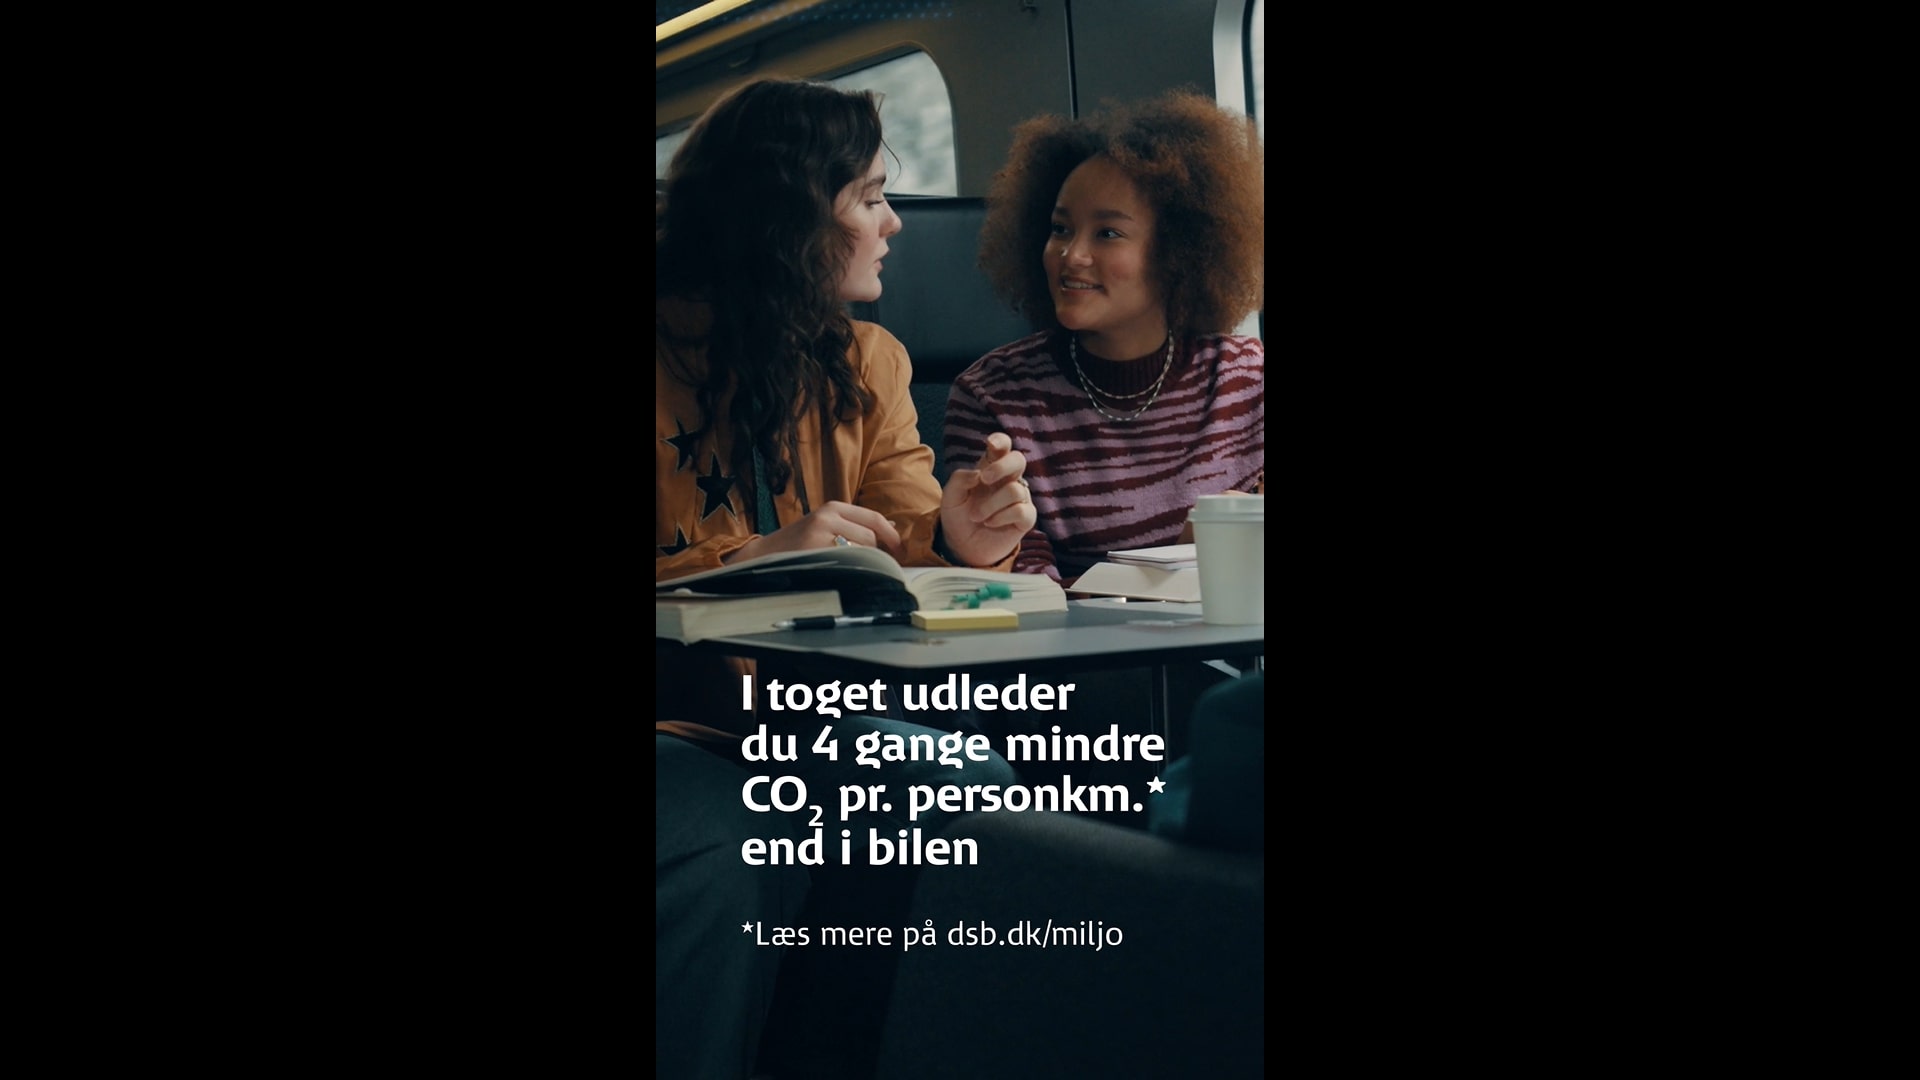 I toget udleder
du 4 gange mindre
CO₂ pr. personkm.*
end i bilen
*Læs mere på dsb.dk/miljo